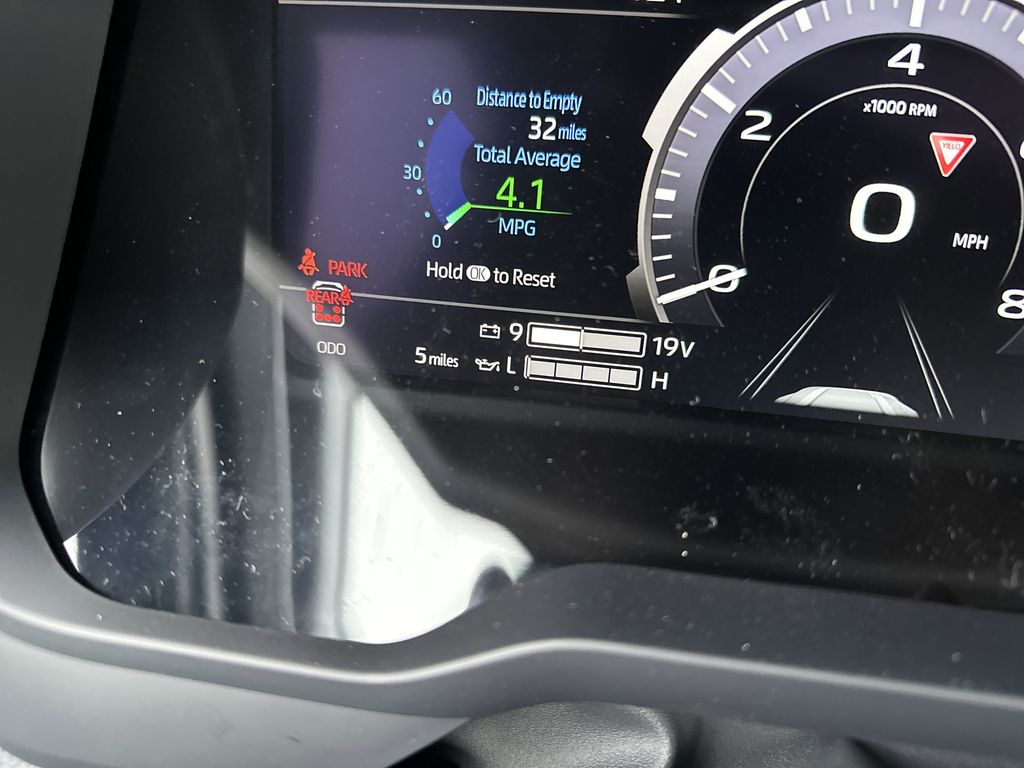 60
Distance to Empty
32 miles
Total Average
30
4.1
MPG
0
Hold OK to Reset
PARK
REAR
ODO
5 miles
9
19V
L
H
4
x1000 RPM
2
YIELD
0
MPH
0
8